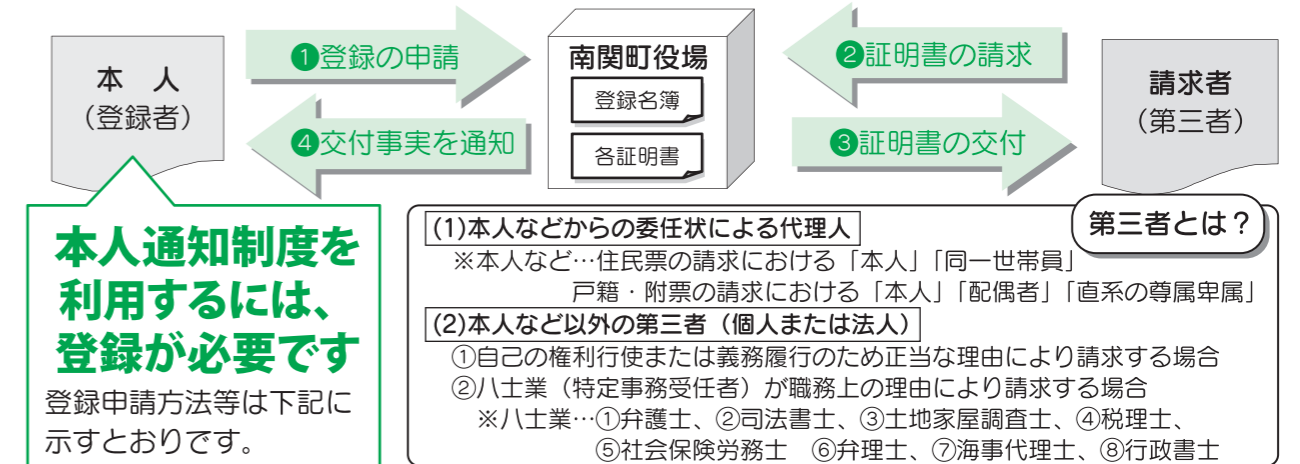 本　人
（登録者）
❶登録の申請
❹交付事実を通知
南関町役場
登録名簿
各証明書
❷証明書の請求
❸証明書の交付
請求者
（第三者）
本人通知制度を
利用するには、
登録が必要です
登録申請方法等は下記に
示すとおりです。
第三者とは？
(1)本人などからの委任状による代理人
※本人など…住民票の請求における「本人」「同一世帯員」
戸籍・附票の請求における「本人」「配偶者」「直系の尊属卑属」
(2)本人など以外の第三者（個人または法人）
①自己の権利行使または義務履行のため正当な理由により請求する場合
②八士業（特定事務受任者）が職務上の理由により請求する場合
※八士業…①弁護士、②司法書士、③土地家屋調査士、④税理士、
⑤社会保険労務士　⑥弁理士、⑦海事代理士、⑧行政書士